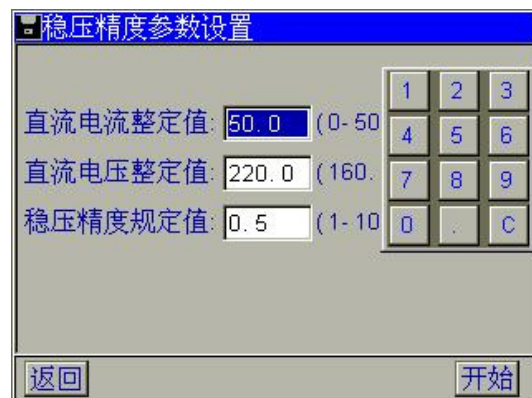 稳压精度参数设置
直流电流整定值: 50.0 (0-50
直流电压整定值: 220.0 (160.
稳压精度规定值: 0.5 (1-10
1 2 3
4 5 6
7 8 9
0 . C
返回 开始